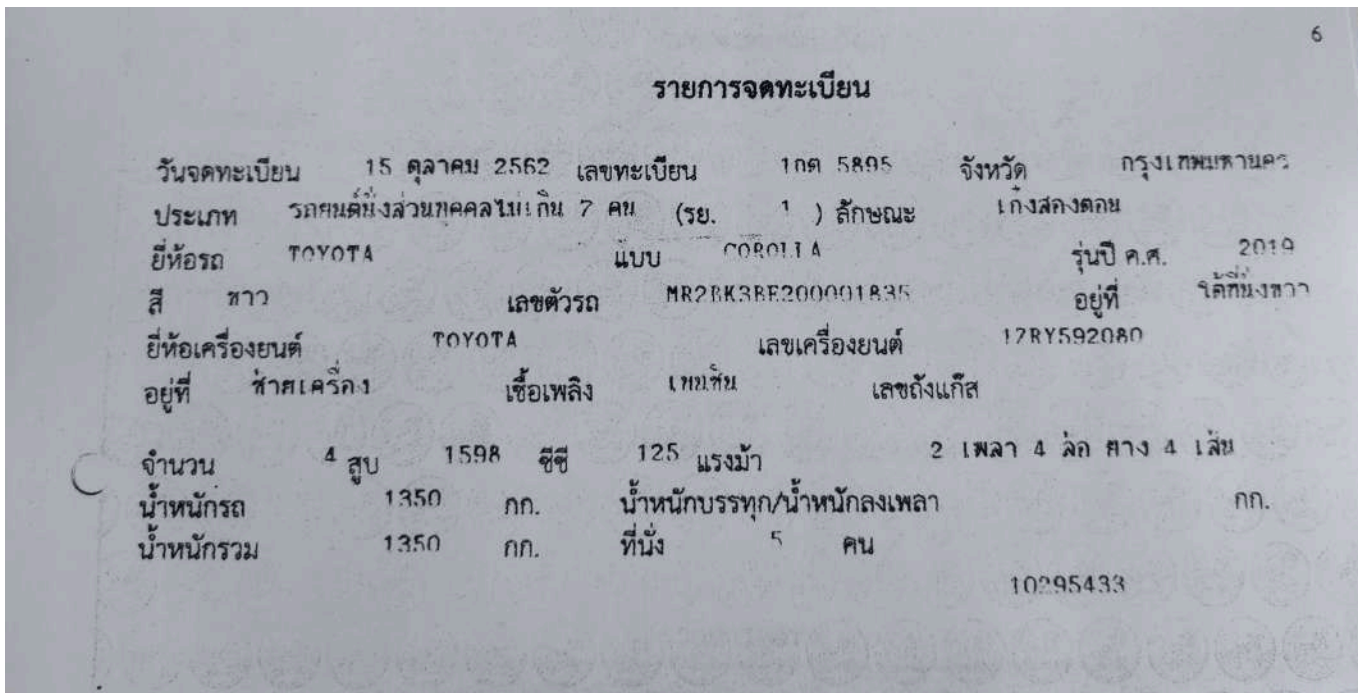 6
รายการจดทะเบียน
วันจดทะเบียน 15 ตุลาคม 2562 เลขทะเบียน 1กต 5895 จังหวัด กรุงเทพมหานคร
ประเภท รถยนต์นั่งส่วนบุคคลไม่เกิน 7 คน (รย. 1 ) ลักษณะ เก๋งสองตอน
ยี่ห้อรถ TOYOTA แบบ COROLLA รุ่นปี ค.ศ. 2019
สี ขาว เลขตัวรถ MR2BK3BE200001835 อยู่ที่ ใต้ที่นั่งขวา
ยี่ห้อเครื่องยนต์ TOYOTA เลขเครื่องยนต์ 1ZRY592080
อยู่ที่ ซ้ายเครื่อง เชื้อเพลิง เบนซิน เลขถังแก๊ส
จำนวน 4 สูบ 1598 ซีซี 125 แรงม้า 2 เพลา 4 ล้อ ยาง 4 เส้น
น้ำหนักรถ 1350 กก. น้ำหนักบรรทุก/น้ำหนักลงเพลา กก.
น้ำหนักรวม 1350 กก. ที่นั่ง 5 คน
10295433